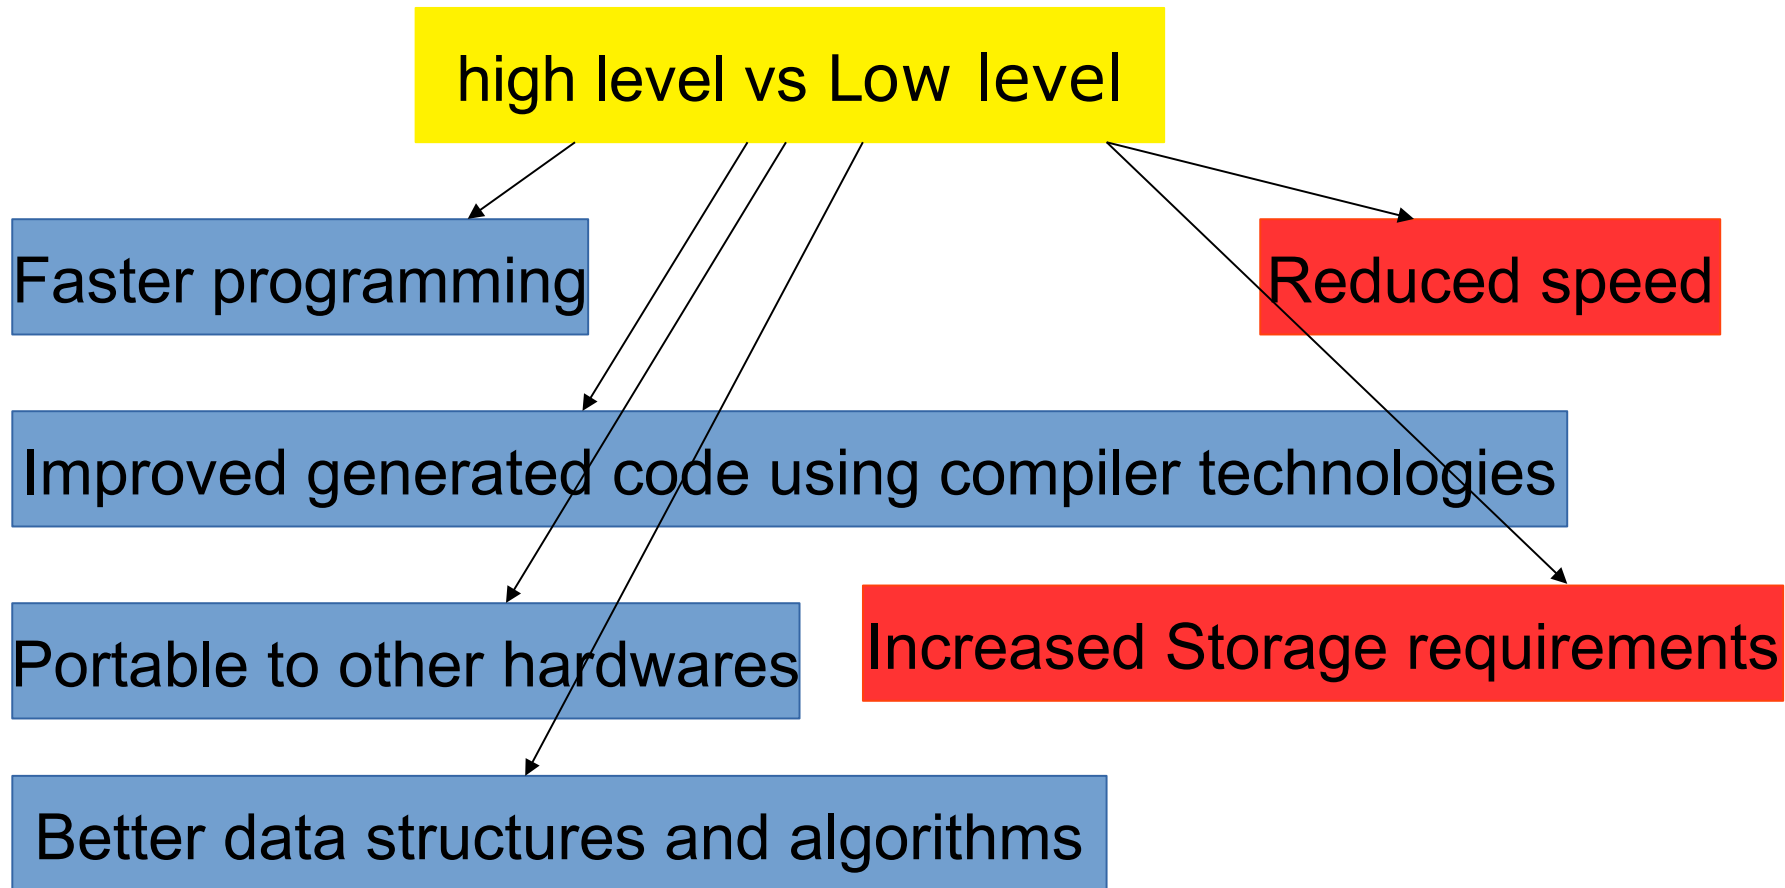 high level vs Low level
Faster programming
Reduced speed
Improved generated code using compiler technologies
Portable to other hardwares
Increased Storage requirements
Better data structures and algorithms